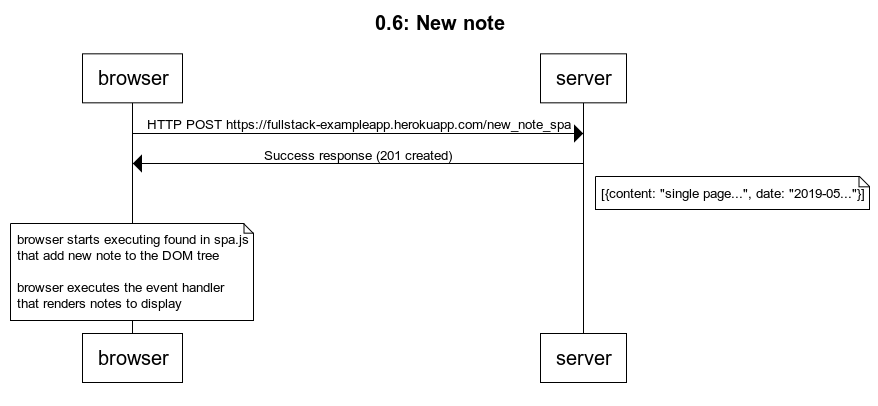 0.6: New note
browser
server
HTTP POST https://fullstack-exampleapp.herokuapp.com/new_note_spa
Success response (201 created)
[{content: "single page...", date: "2019-05..."}]
browser starts executing found in spa.js
that add new note to the DOM tree
browser executes the event handler
that renders notes to display
browser
server